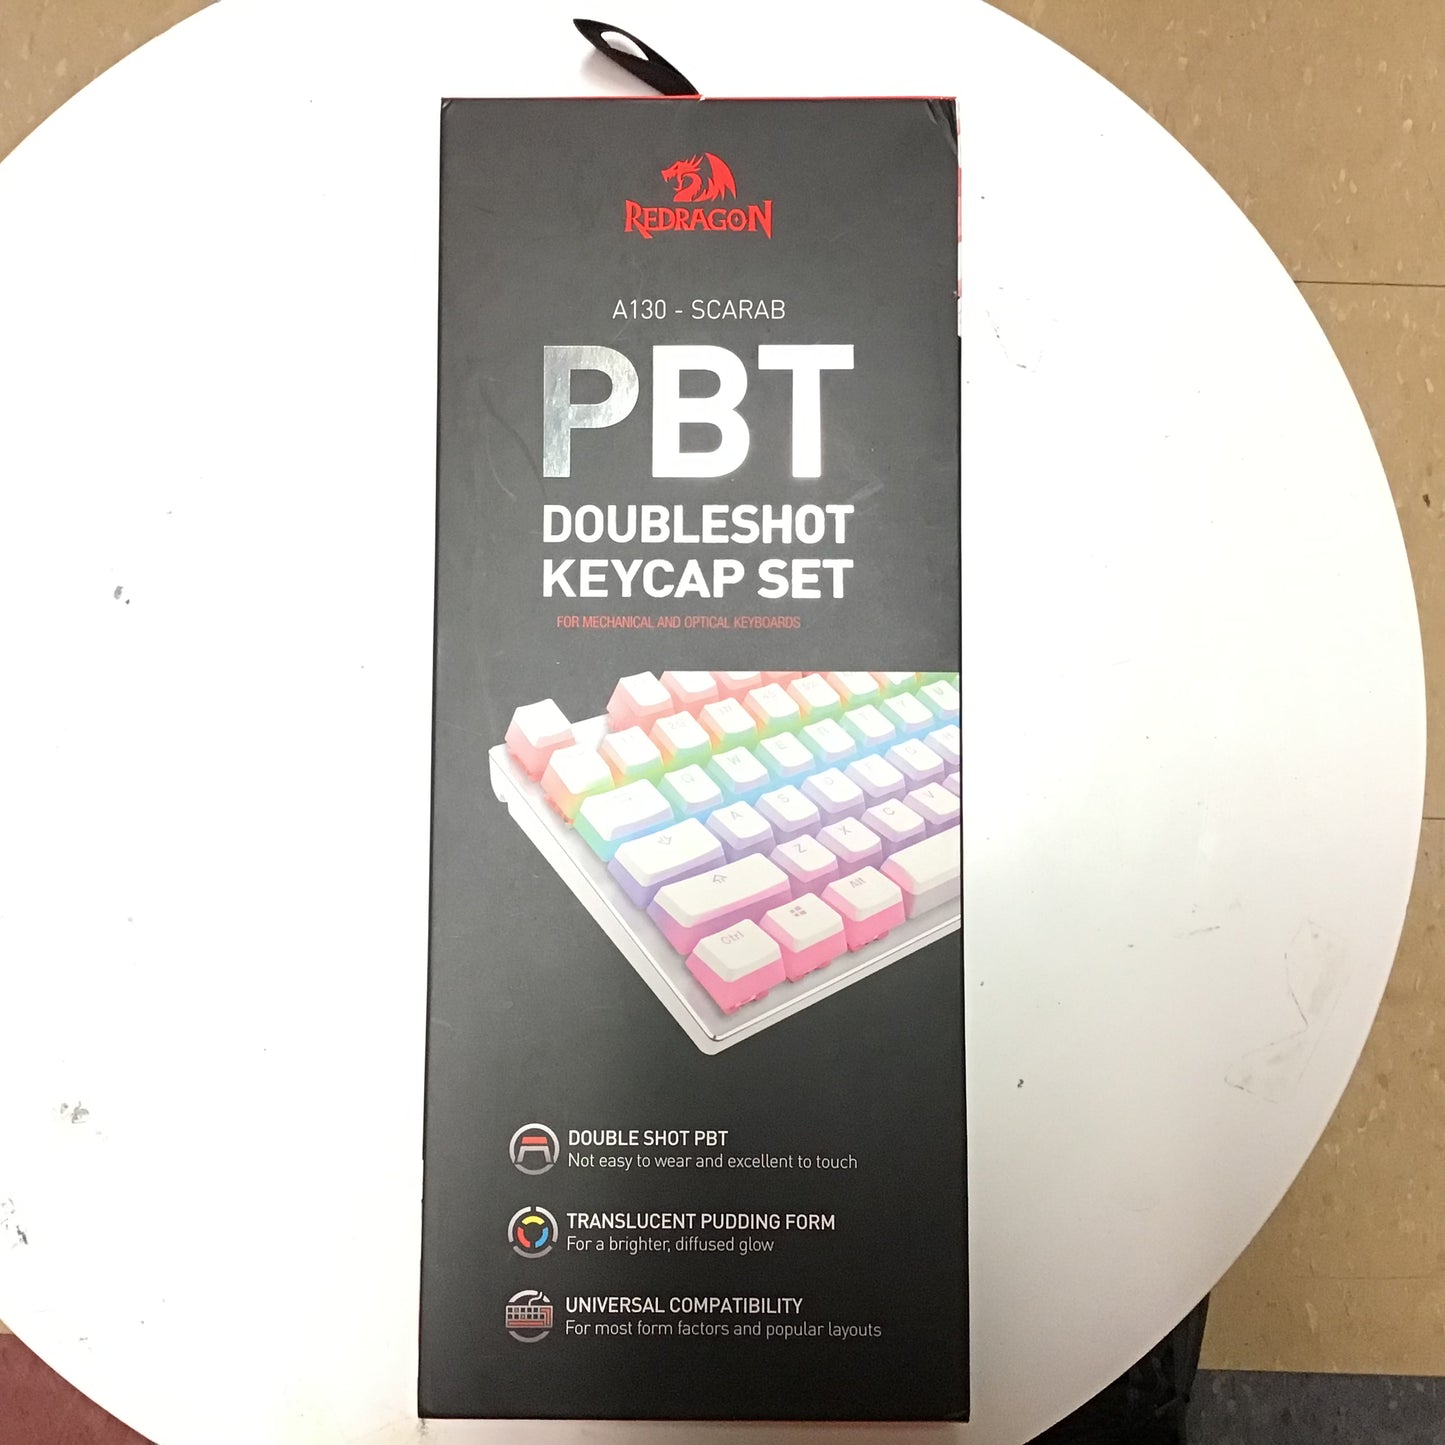 REDRAGON
A130 - SCARAB
PBT
DOUBLESHOT
KEYCAP SET
FOR MECHANICAL AND OPTICAL KEYBOARDS
Q W E R T Y U
A S D F G H
Z X C V
Ctrl Alt
DOUBLE SHOT PBT
Not easy to wear and excellent to touch
TRANSLUCENT PUDDING FORM
For a brighter, diffused glow
UNIVERSAL COMPATIBILITY
For most form factors and popular layouts